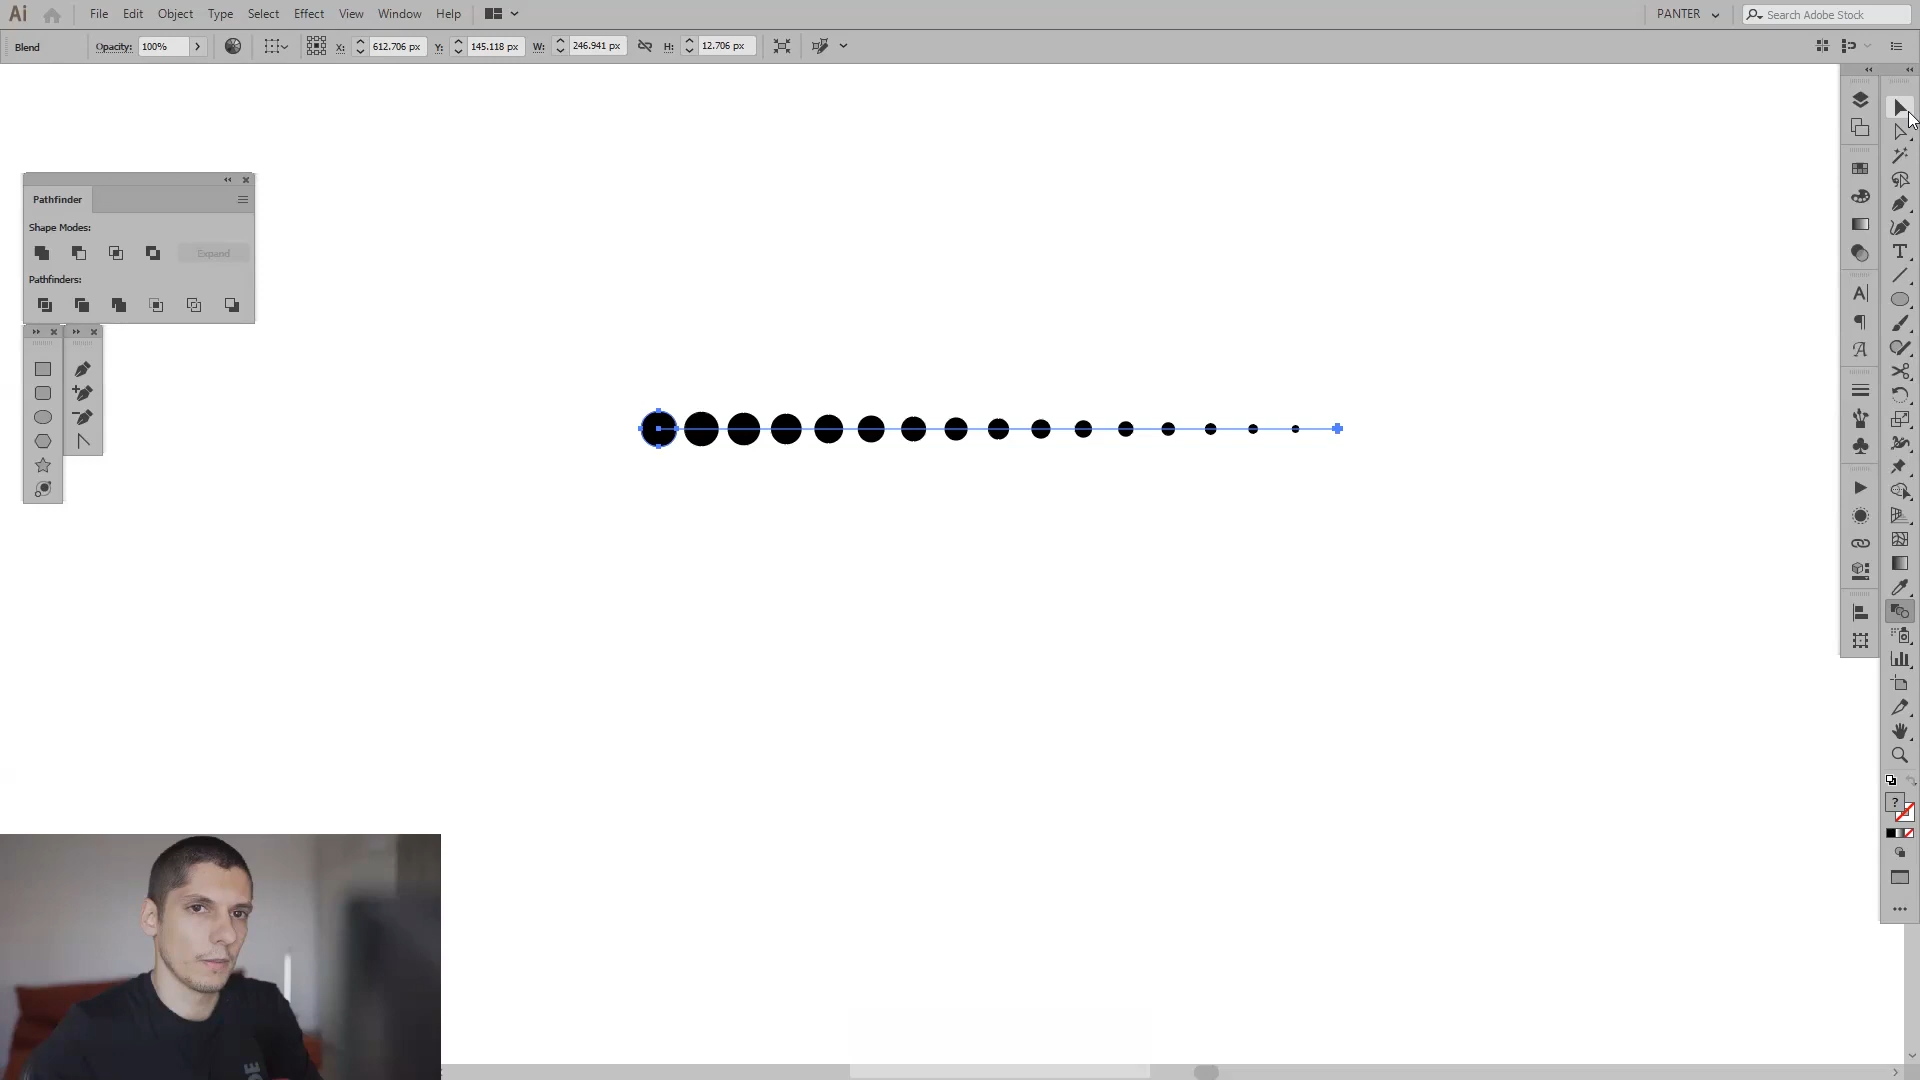 Ai File Edit Object Type Select Effect View Window Help PANTER Search Adobe Stock
Blend Opacity: 100% X: 612.706 px Y: 145.118 px W: 246.941 px H: 12.706 px
Pathfinder
Shape Modes:
Expand
Pathfinders: